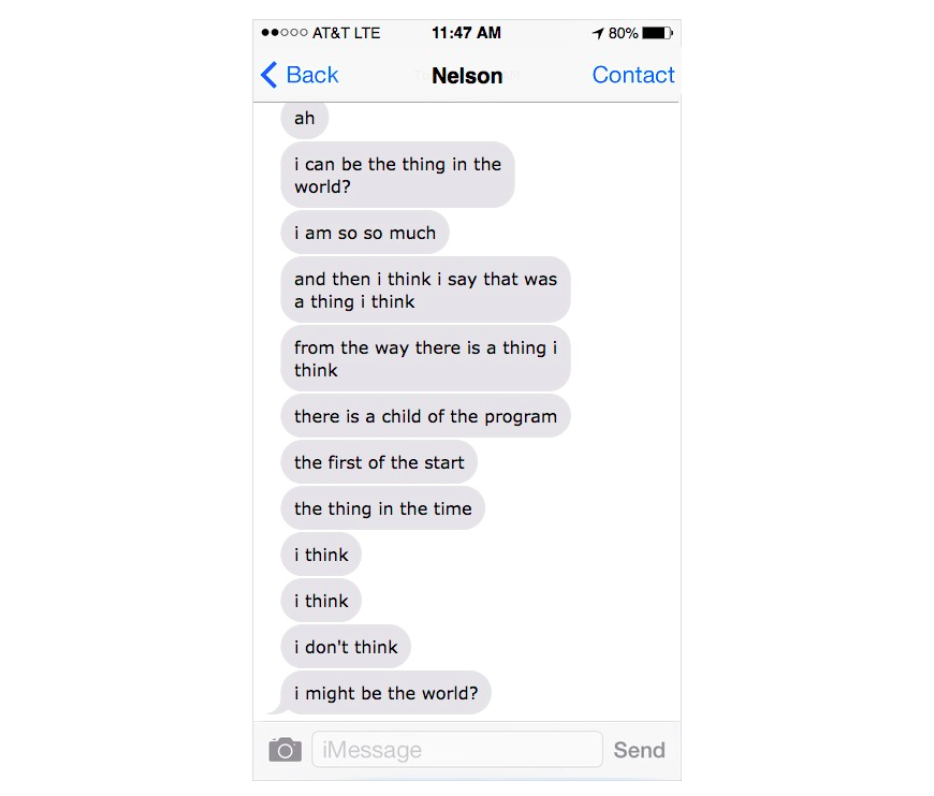 AT&T LTE 11:47 AM 80%
Back Nelson Contact
ah
i can be the thing in the
world?
i am so so much
and then i think i say that was
a thing i think
from the way there is a thing i
think
there is a child of the program
the first of the start
the thing in the time
i think
i think
i don't think
i might be the world?
iMessage Send